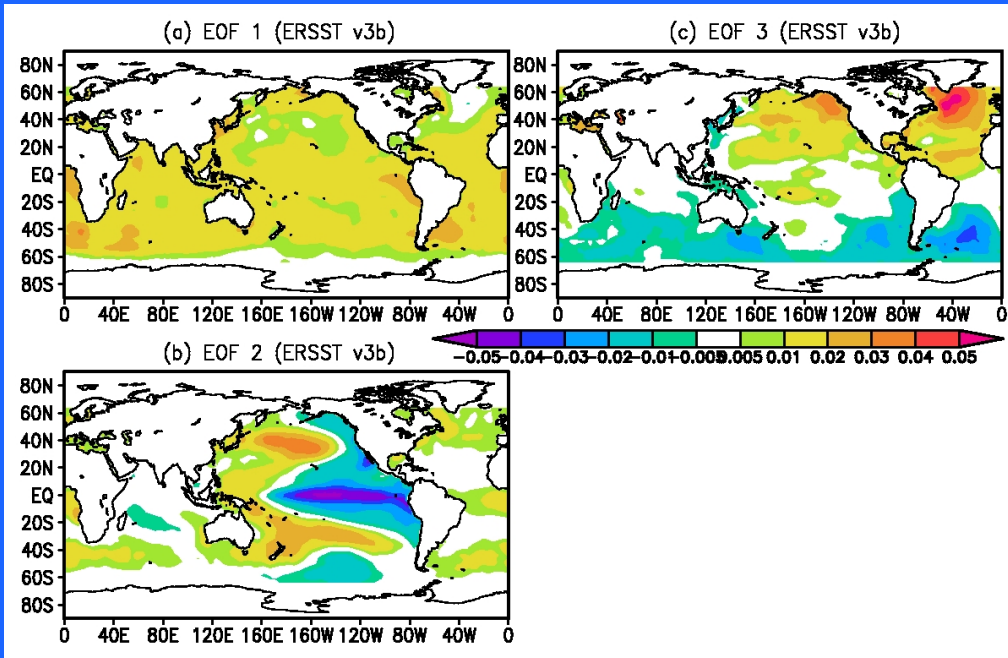 (a) EOF 1 (ERSST v3b)
80N
60N
40N
20N
EQ
20S
40S
60S
80S
0 40E 80E 120E 160E 160W 120W 80W 40W 0
(c) EOF 3 (ERSST v3b)
80N
60N
40N
20N
EQ
20S
40S
60S
80S
0 40E 80E 120E 160E 160W 120W 80W 40W 0
-0.05 -0.04 -0.03 -0.02 -0.01 -0.005 0.005 0.01 0.02 0.03 0.04 0.05
(b) EOF 2 (ERSST v3b)
80N
60N
40N
20N
EQ
20S
40S
60S
80S
0 40E 80E 120E 160E 160W 120W 80W 40W 0